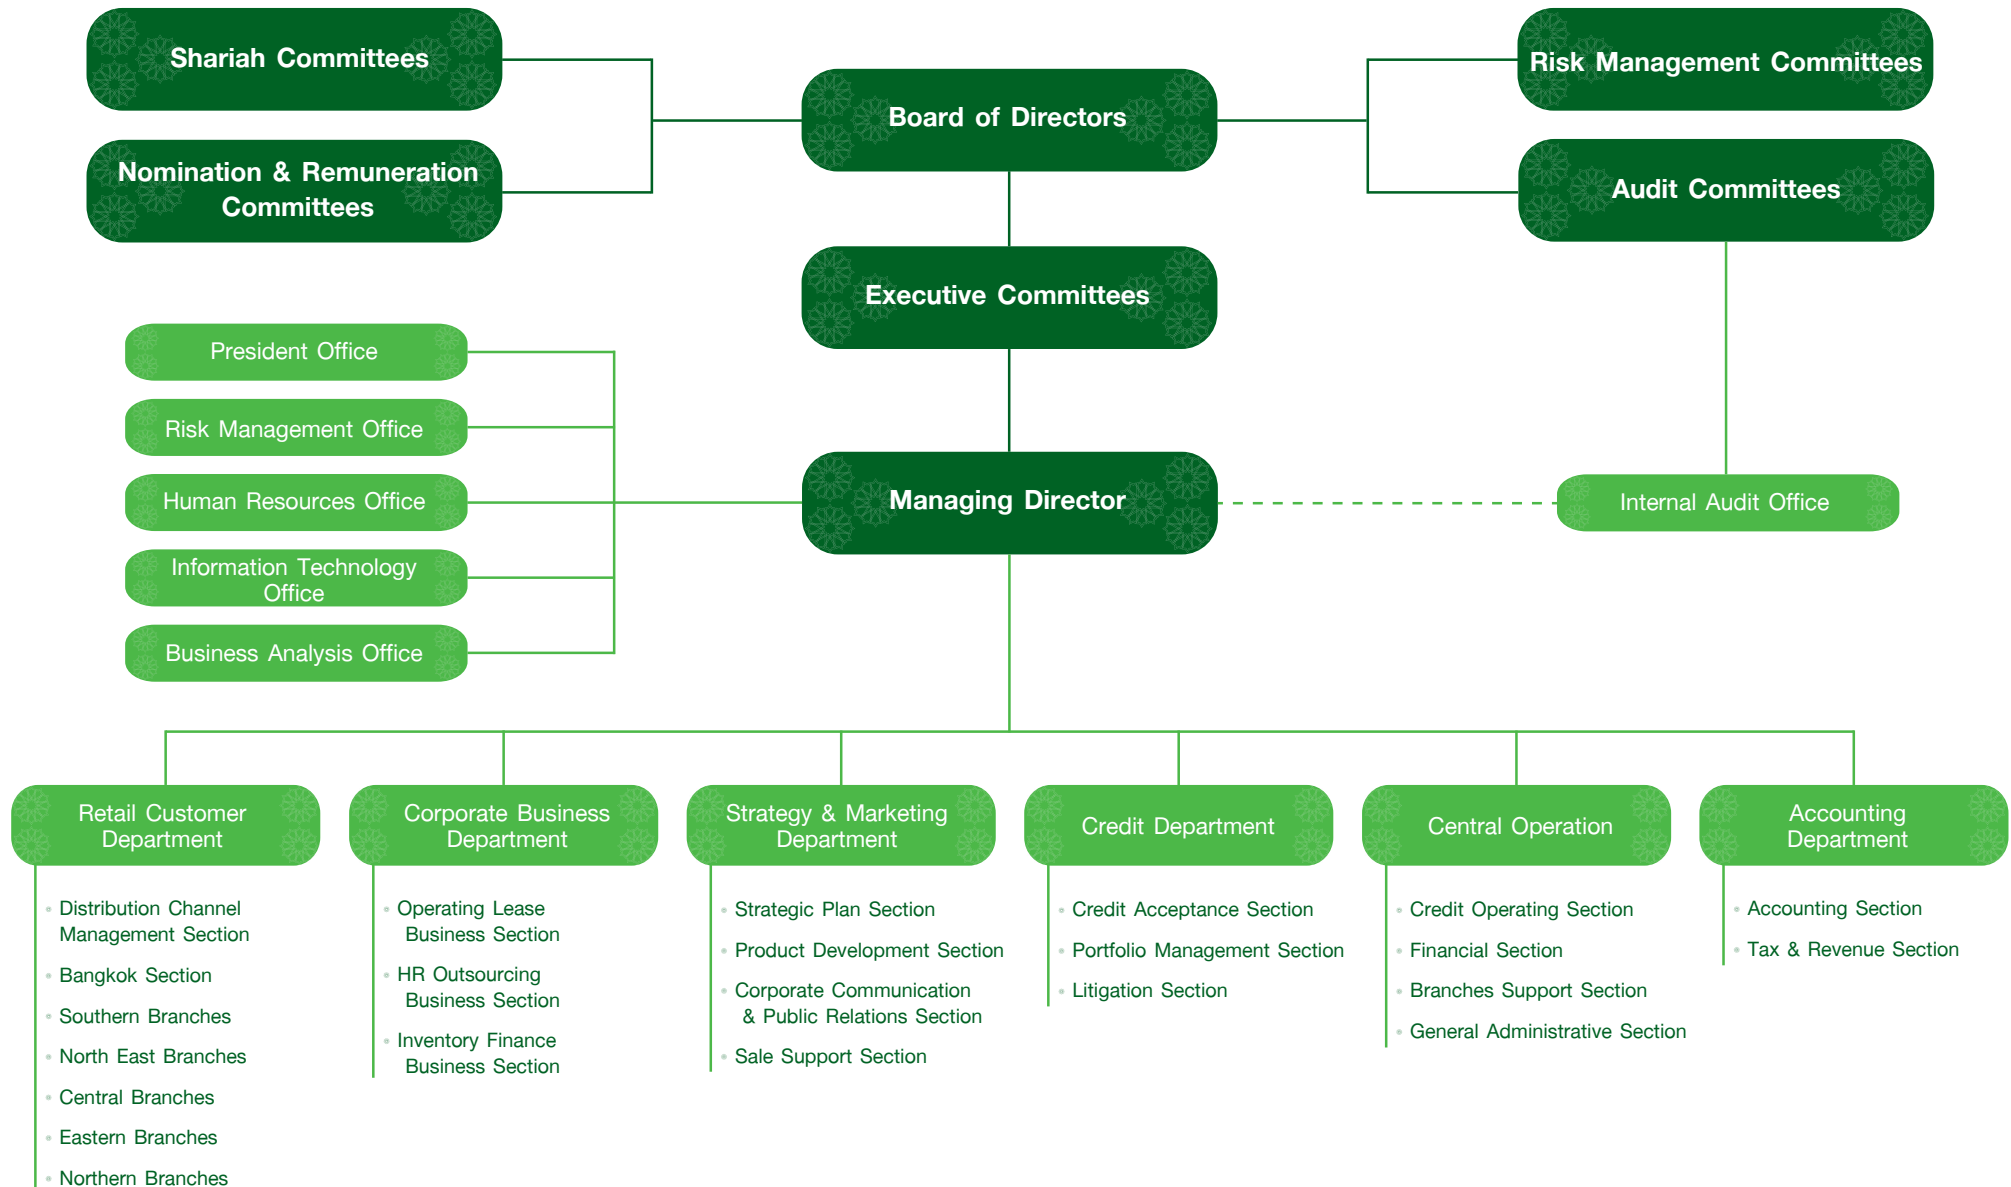 Shariah Committees
Risk Management Committees
Board of Directors
Nomination & Remuneration
Committees
Audit Committees
Executive Committees
President Office
Risk Management Office
Human Resources Office
Information Technology
Office
Business Analysis Office
Managing Director
Internal Audit Office
Retail Customer
Department
Distribution Channel
Management Section
Bangkok Section
Southern Branches
North East Branches
Central Branches
Eastern Branches
Northern Branches
Corporate Business
Department
Operating Lease
Business Section
HR Outsourcing
Business Section
Inventory Finance
Business Section
Strategy & Marketing
Department
Strategic Plan Section
Product Development Section
Corporate Communication
& Public Relations Section
Sale Support Section
Credit Department
Credit Acceptance Section
Portfolio Management Section
Litigation Section
Central Operation
Credit Operating Section
Financial Section
Branches Support Section
General Administrative Section
Accounting
Department
Accounting Section
Tax & Revenue Section